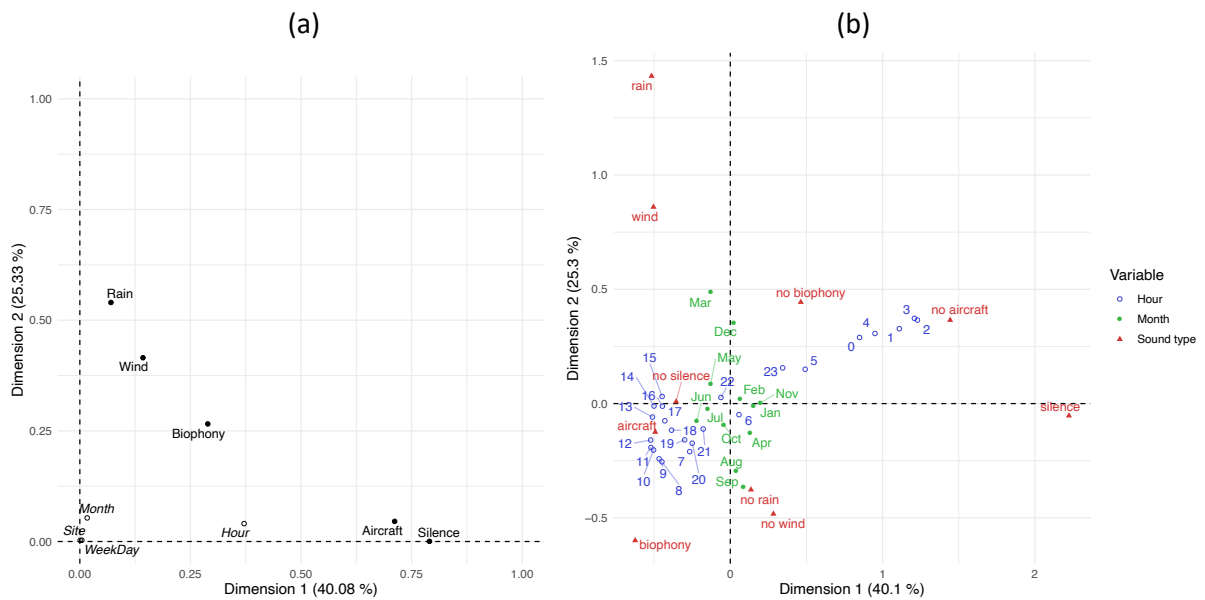 (a)
1.00
0.75
0.50
0.25
0.00
Dimension 2 (25.33 %)
Rain
Wind
Biophony
Month
Site
WeekDay
Hour
Aircraft
Silence
0.00 0.25 0.50 0.75 1.00
Dimension 1 (40.08 %)
(b)
1.5
1.0
0.5
0.0
−0.5
Dimension 2 (25.3 %)
rain
wind
Mar
no biophony
no aircraft
Dec
4
3
0
1
2
5
23
15
May
14
no silence
22
16
Feb
Nov
13
Jun
17
Jan
silence
aircraft
Jul
6
18
Oct
Apr
12
19
21
11
7
20
Aug
10
9
8
Sep
no rain
no wind
biophony
0 1 2
Dimension 1 (40.1 %)
Variable
Hour
Month
Sound type